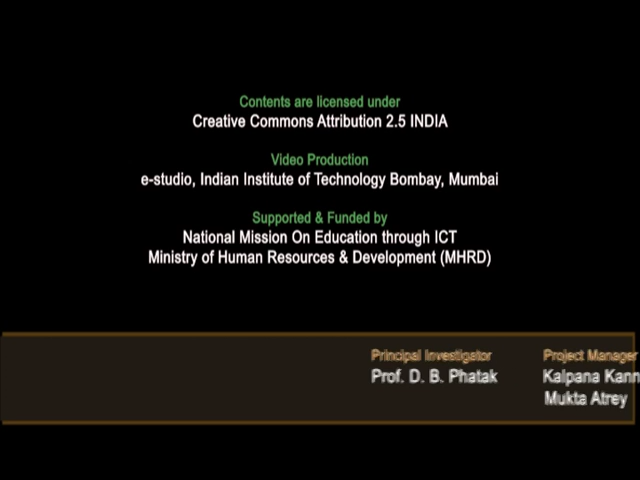 Contents are licensed under
Creative Commons Attribution 2.5 INDIA
Video Production
e-studio, Indian Institute of Technology Bombay, Mumbai
Supported & Funded by
National Mission On Education through ICT
Ministry of Human Resources & Development (MHRD)
Principal Investigator
Prof. D. B. Phatak
Project Manager
Kalpana
Mukta Atrey